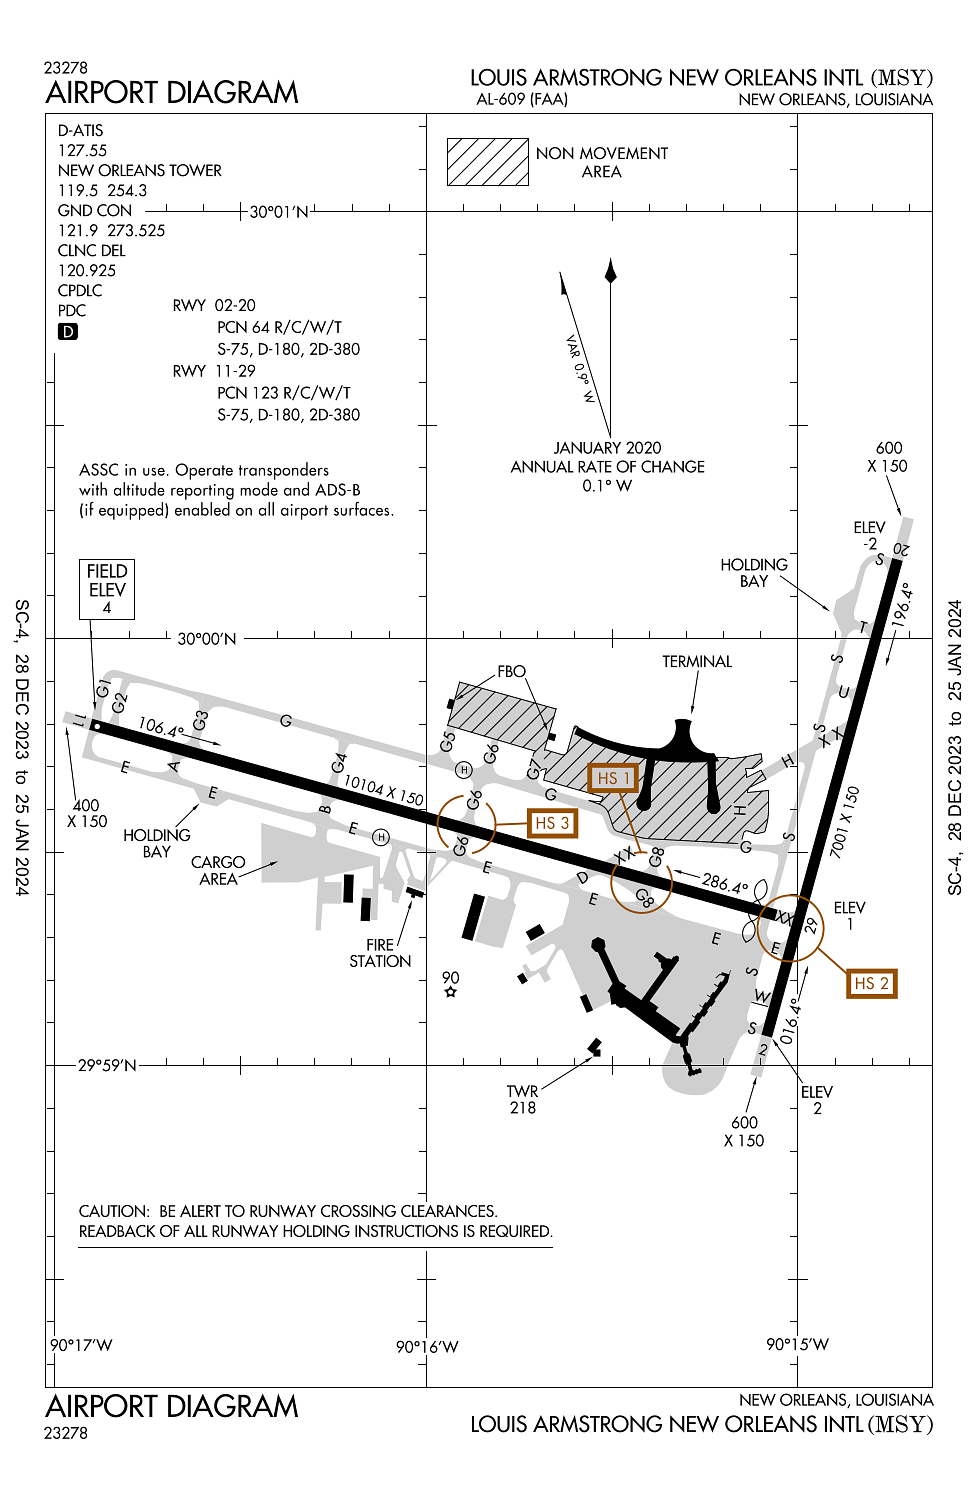 23278
AIRPORT DIAGRAM
LOUIS ARMSTRONG NEW ORLEANS INTL (MSY)
AL-609 (FAA)
NEW ORLEANS, LOUISIANA
D-ATIS
127.55
NEW ORLEANS TOWER
119.5 254.3
GND CON
121.9 273.525
CLNC DEL
120.925
CPDLC
PDC
D
NON MOVEMENT
AREA
30°01'N
RWY 02-20
PCN 64 R/C/W/T
S-75, D-180, 2D-380
RWY 11-29
PCN 123 R/C/W/T
S-75, D-180, 2D-380
VAR 0.9° W
JANUARY 2020
ANNUAL RATE OF CHANGE
0.1° W
ASSC in use. Operate transponders
with altitude reporting mode and ADS-B
(if equipped) enabled on all airport surfaces.
600
X 150
ELEV
-2
S
20
HOLDING
BAY
196.4°
FIELD
ELEV
4
30°00'N
T
S
U
S
X
X
TERMINAL
FBO
G1
G2
G3
G
11
106.4°
G4
G5
G6
G7
G
H
E
A
E
B
E
H
H
10104 X 150
G6
G6
400
X 150
HOLDING
BAY
CARGO
AREA
HS 1
HS 3
H
G
S
7001 X 150
XX
G8
286.4°
D
E
E
G8
E
XX
E
29
ELEV
1
HS 2
FIRE
STATION
90
S
W
S
2
016.4°
29°59'N
TWR
218
ELEV
2
600
X 150
CAUTION: BE ALERT TO RUNWAY CROSSING CLEARANCES.
READBACK OF ALL RUNWAY HOLDING INSTRUCTIONS IS REQUIRED.
90°17'W
90°16'W
90°15'W
AIRPORT DIAGRAM
23278
NEW ORLEANS, LOUISIANA
LOUIS ARMSTRONG NEW ORLEANS INTL (MSY)
SC-4, 28 DEC 2023 to 25 JAN 2024
SC-4, 28 DEC 2023 to 25 JAN 2024